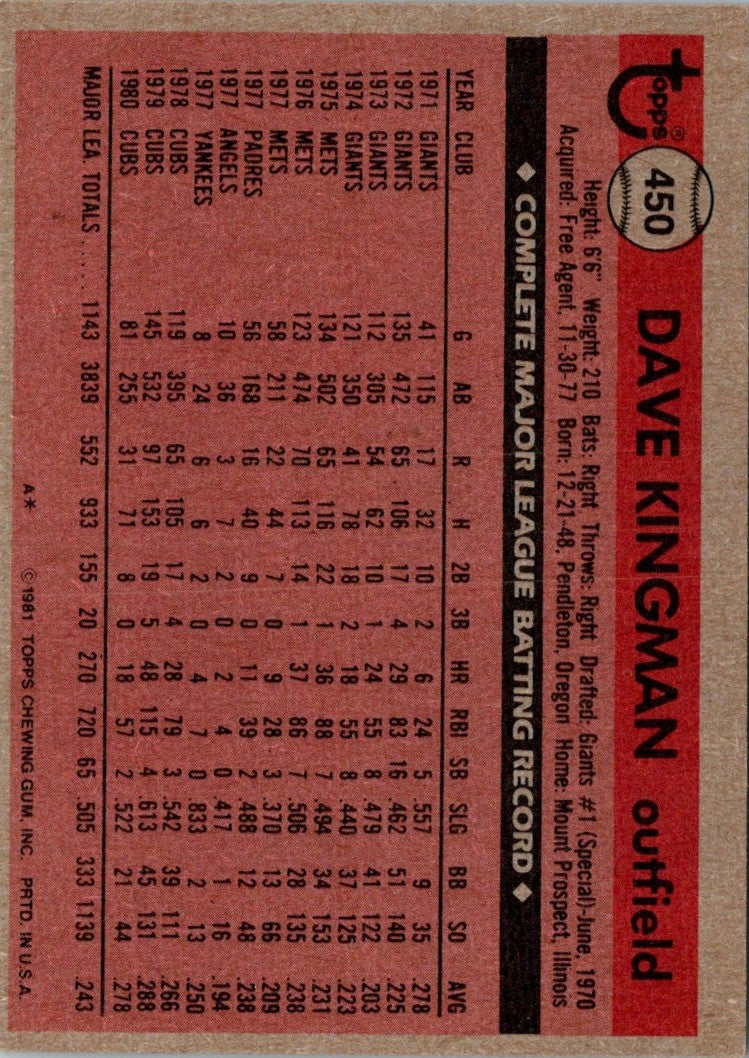 Topps® 450 DAVE KINGMAN outfield
Height: 6'6" Weight: 210 Bats: Right Throws: Right Drafted: Giants #1 (Special)-June, 1970
Acquired: Free Agent, 11-30-77 Born: 12-21-48, Pendleton, Oregon Home: Mount Prospect, Illinois
◆ COMPLETE MAJOR LEAGUE BATTING RECORD ◆
YEAR CLUB G AB R H 2B 3B HR RBI SB SLG BB SO AVG
1971 GIANTS 41 115 17 32 10 2 6 24 5 .557 9 35 .278
1972 GIANTS 135 472 65 106 17 4 29 83 16 .462 51 140 .225
1973 GIANTS 112 305 54 62 10 1 24 55 8 .479 41 122 .203
1974 GIANTS 121 350 41 78 18 2 18 55 8 .440 37 125 .223
1975 METS 134 502 65 116 22 1 36 88 7 .494 34 153 .231
1976 METS 123 474 70 113 14 1 37 86 7 .506 28 135 .238
1977 METS 58 211 22 44 7 0 9 28 3 .370 13 66 .209
1977 PADRES 56 168 16 40 9 0 11 39 2 .488 12 48 .238
1977 ANGELS 10 36 3 7 2 0 2 4 0 .417 1 16 .194
1977 YANKEES 8 24 6 6 2 0 4 7 0 .833 2 13 .250
1978 CUBS 119 395 65 105 17 4 28 79 3 .542 39 111 .266
1979 CUBS 145 532 97 153 19 5 48 115 4 .613 45 131 .288
1980 CUBS 81 255 31 71 8 0 18 57 2 .522 21 44 .278
MAJOR LEA. TOTALS ..... 1143 3839 552 933 155 20 270 720 65 .505 333 1139 .243
A* ©1981 TOPPS CHEWING GUM, INC. PRTD. IN U.S.A.